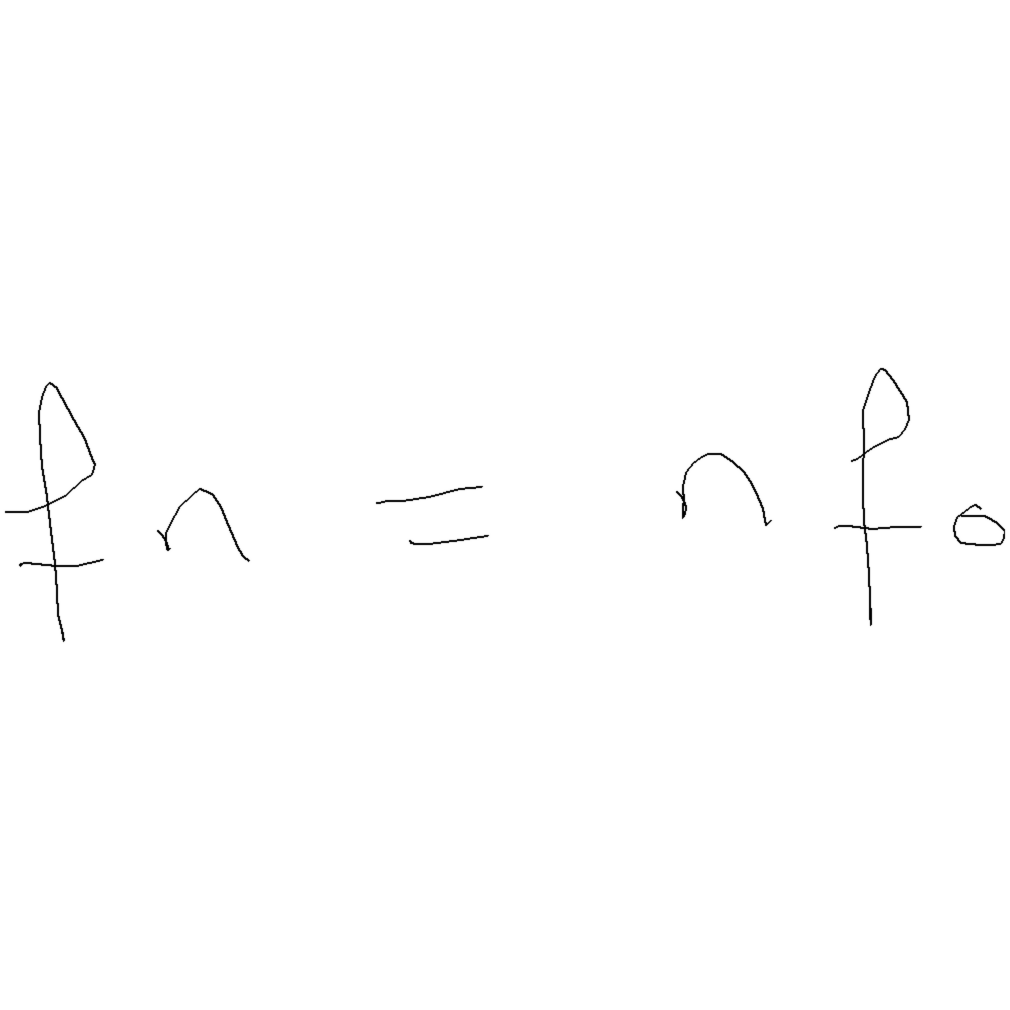 fn = nf₀